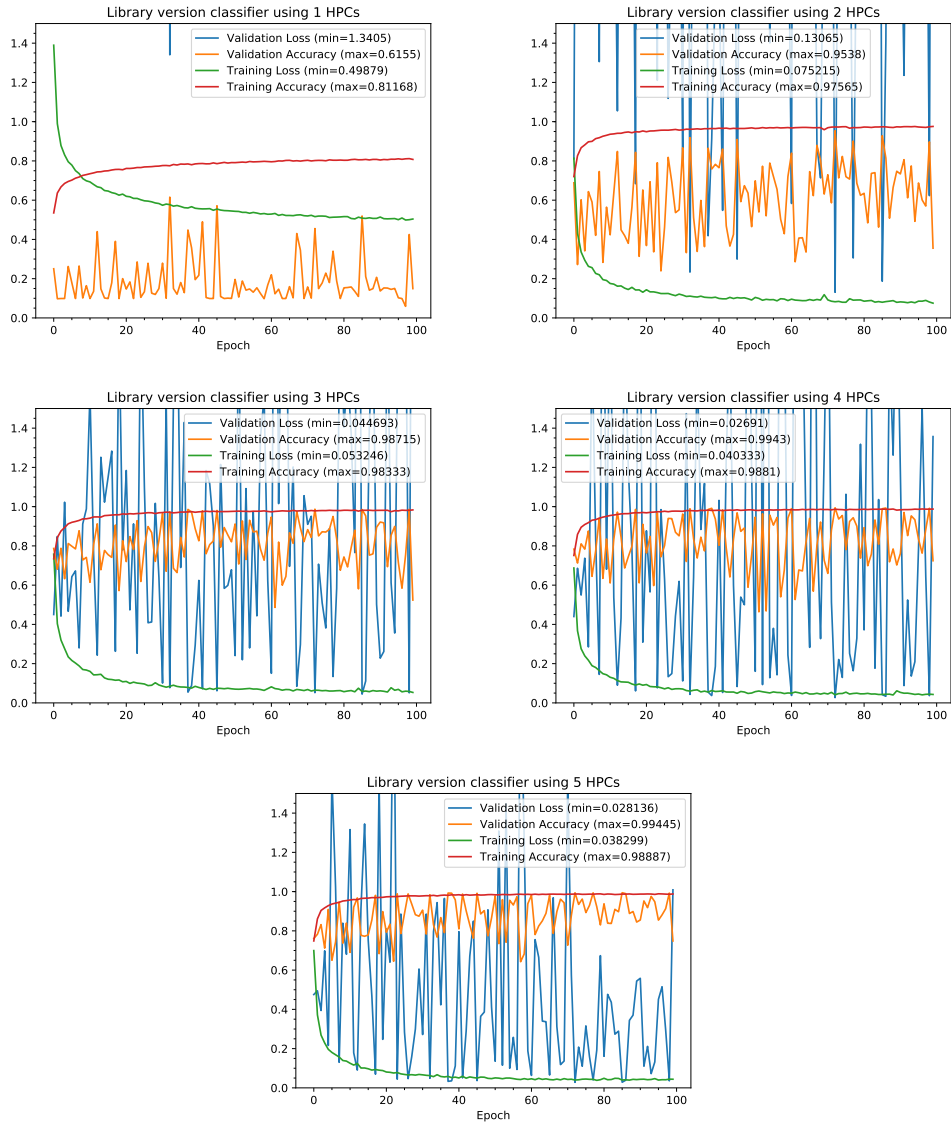 Library version classifier using 1 HPCs
Validation Loss (min=1.3405)
Validation Accuracy (max=0.6155)
Training Loss (min=0.49879)
Training Accuracy (max=0.81168)
1.4
1.2
1.0
0.8
0.6
0.4
0.2
0.0
0 20 40 60 80 100
Epoch
Library version classifier using 2 HPCs
Validation Loss (min=0.13065)
Validation Accuracy (max=0.9538)
Training Loss (min=0.075215)
Training Accuracy (max=0.97565)
1.4
1.2
1.0
0.8
0.6
0.4
0.2
0.0
0 20 40 60 80 100
Epoch
Library version classifier using 3 HPCs
Validation Loss (min=0.044693)
Validation Accuracy (max=0.98715)
Training Loss (min=0.053246)
Training Accuracy (max=0.98333)
1.4
1.2
1.0
0.8
0.6
0.4
0.2
0.0
0 20 40 60 80 100
Epoch
Library version classifier using 4 HPCs
Validation Loss (min=0.02691)
Validation Accuracy (max=0.9943)
Training Loss (min=0.040333)
Training Accuracy (max=0.9881)
1.4
1.2
1.0
0.8
0.6
0.4
0.2
0.0
0 20 40 60 80 100
Epoch
Library version classifier using 5 HPCs
Validation Loss (min=0.028136)
Validation Accuracy (max=0.99445)
Training Loss (min=0.038299)
Training Accuracy (max=0.98887)
1.4
1.2
1.0
0.8
0.6
0.4
0.2
0.0
0 20 40 60 80 100
Epoch